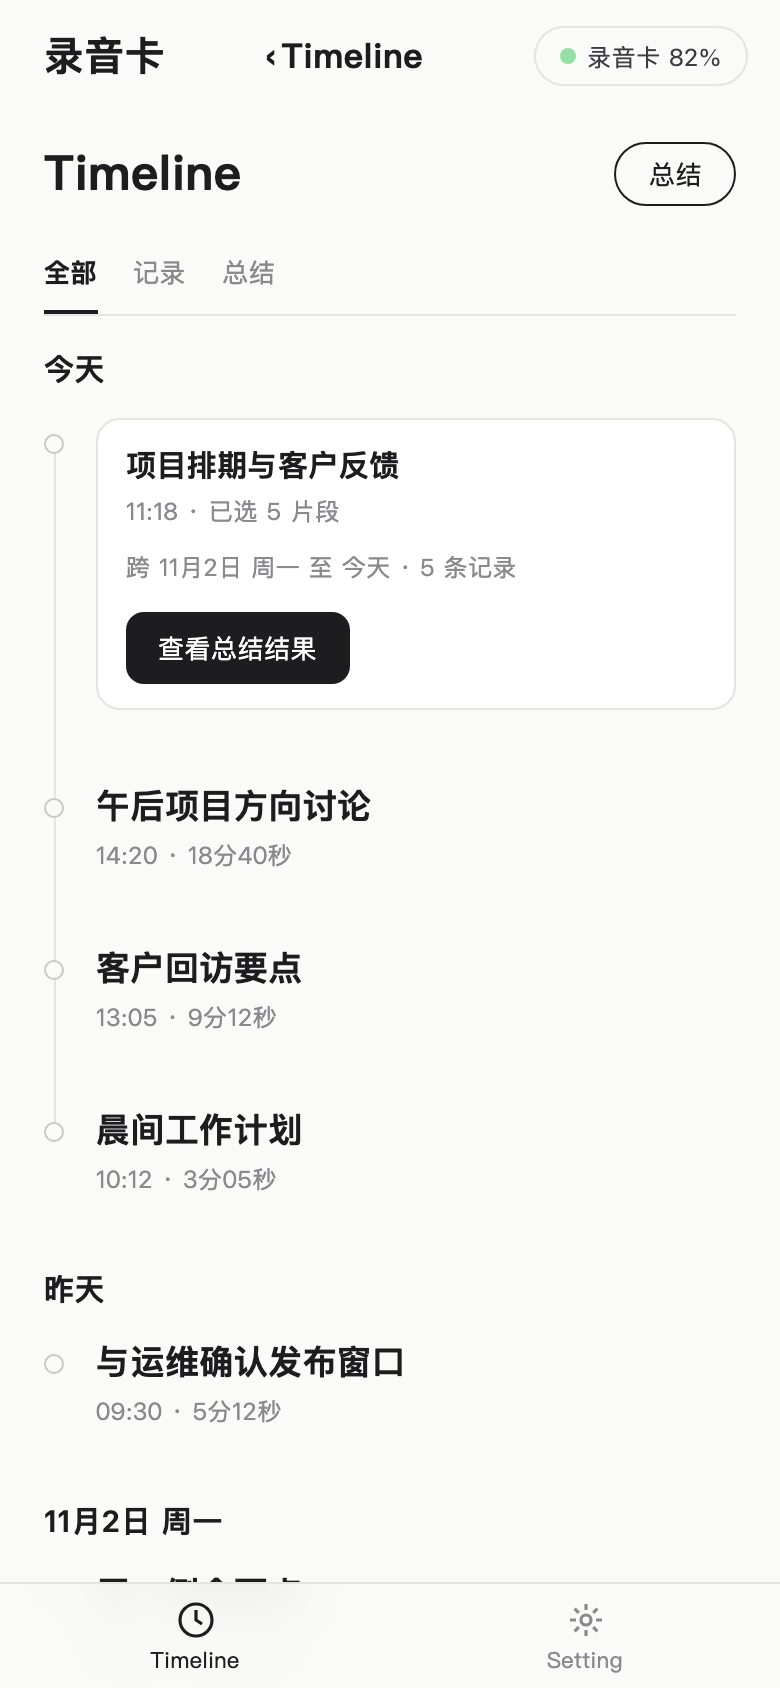 录音卡
‹ Timeline
录音卡 82%
Timeline
总结
全部 记录 总结
今天
项目排期与客户反馈
11:18 · 已选 5 片段
跨 11月2日 周一 至 今天 · 5 条记录
查看总结结果
午后项目方向讨论
14:20 · 18分40秒
客户回访要点
13:05 · 9分12秒
晨间工作计划
10:12 · 3分05秒
昨天
与运维确认发布窗口
09:30 · 5分12秒
11月2日 周一
Timeline
Setting